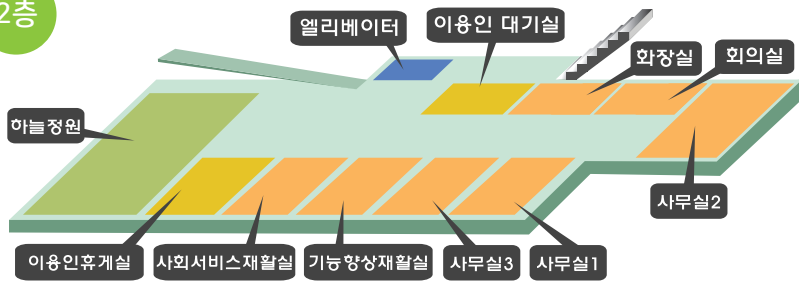 2층
엘리베이터
이용인 대기실
화장실
회의실
하늘정원
사무실2
이용인휴게실
사회서비스재활실
기능향상재활실
사무실3
사무실1